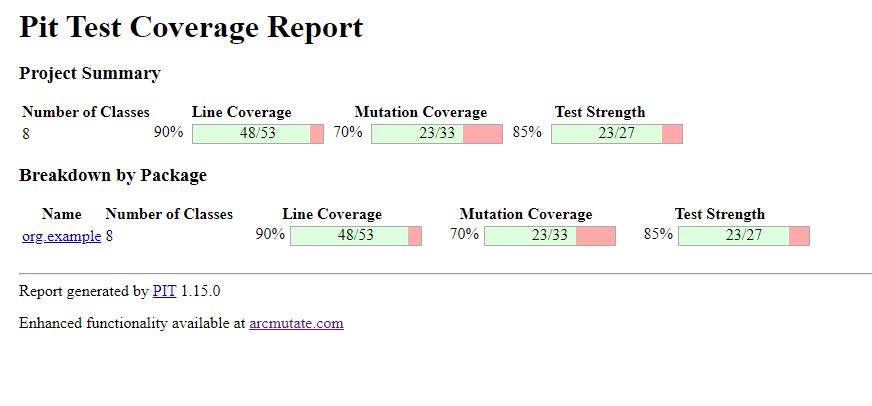 Pit Test Coverage Report
Project Summary
Number of Classes Line Coverage Mutation Coverage Test Strength
8 90% 48/53 70% 23/33 85% 23/27
Breakdown by Package
Name Number of Classes Line Coverage Mutation Coverage Test Strength
org.example 8 90% 48/53 70% 23/33 85% 23/27
Report generated by PIT 1.15.0
Enhanced functionality available at arcmutate.com